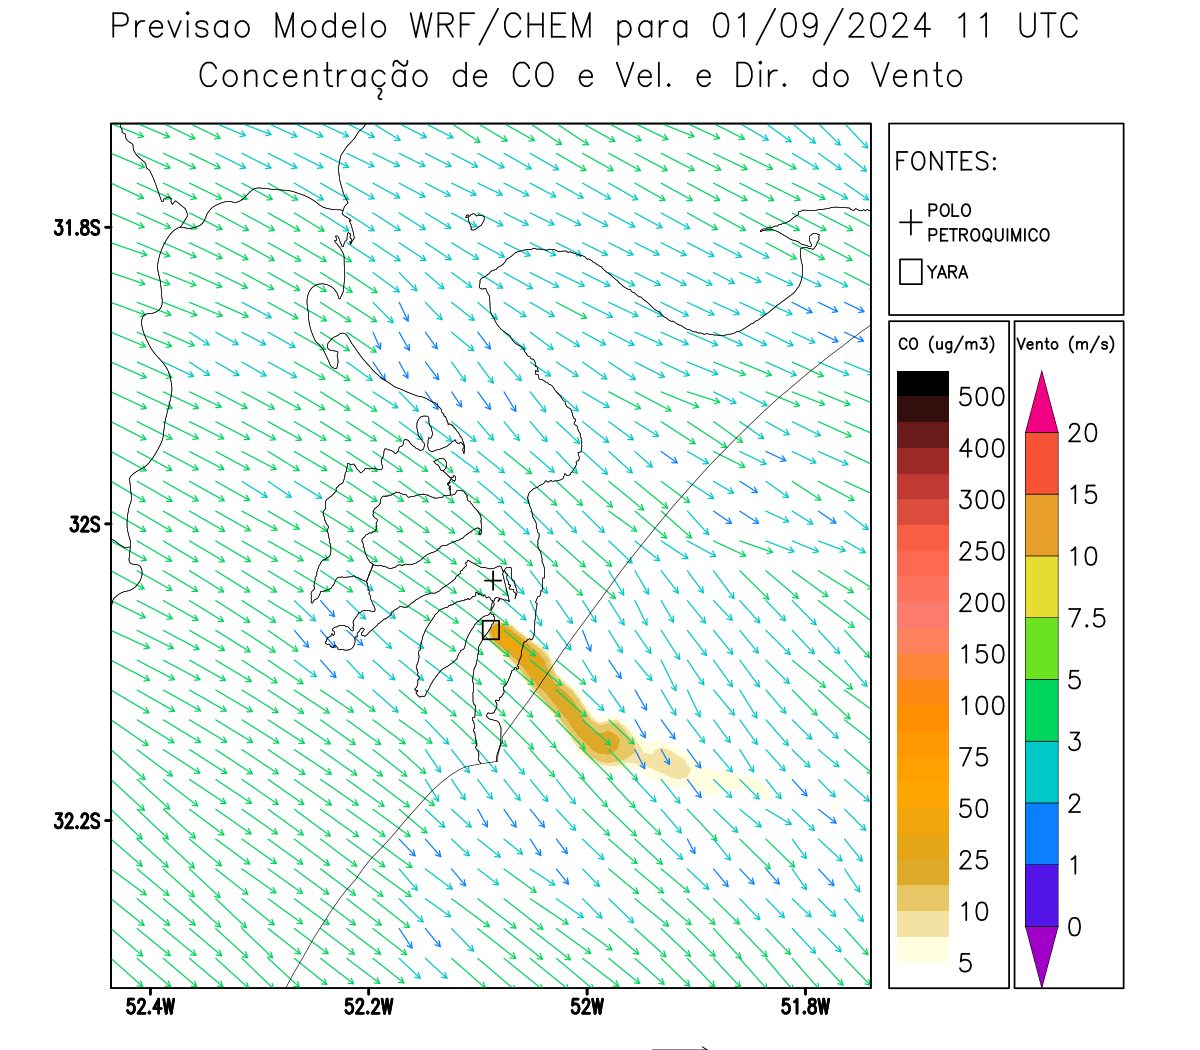 Previsao Modelo WRF/CHEM para 01/09/2024 11 UTC
Concentração de CO e Vel. e Dir. do Vento
FONTES:
POLO
PETROQUIMICO
YARA
CO (ug/m3)
500
400
300
250
200
150
100
75
50
25
10
5
Vento (m/s)
20
15
10
7.5
5
3
2
1
0
31.8S
32S
32.2S
52.4W
52.2W
52W
51.8W